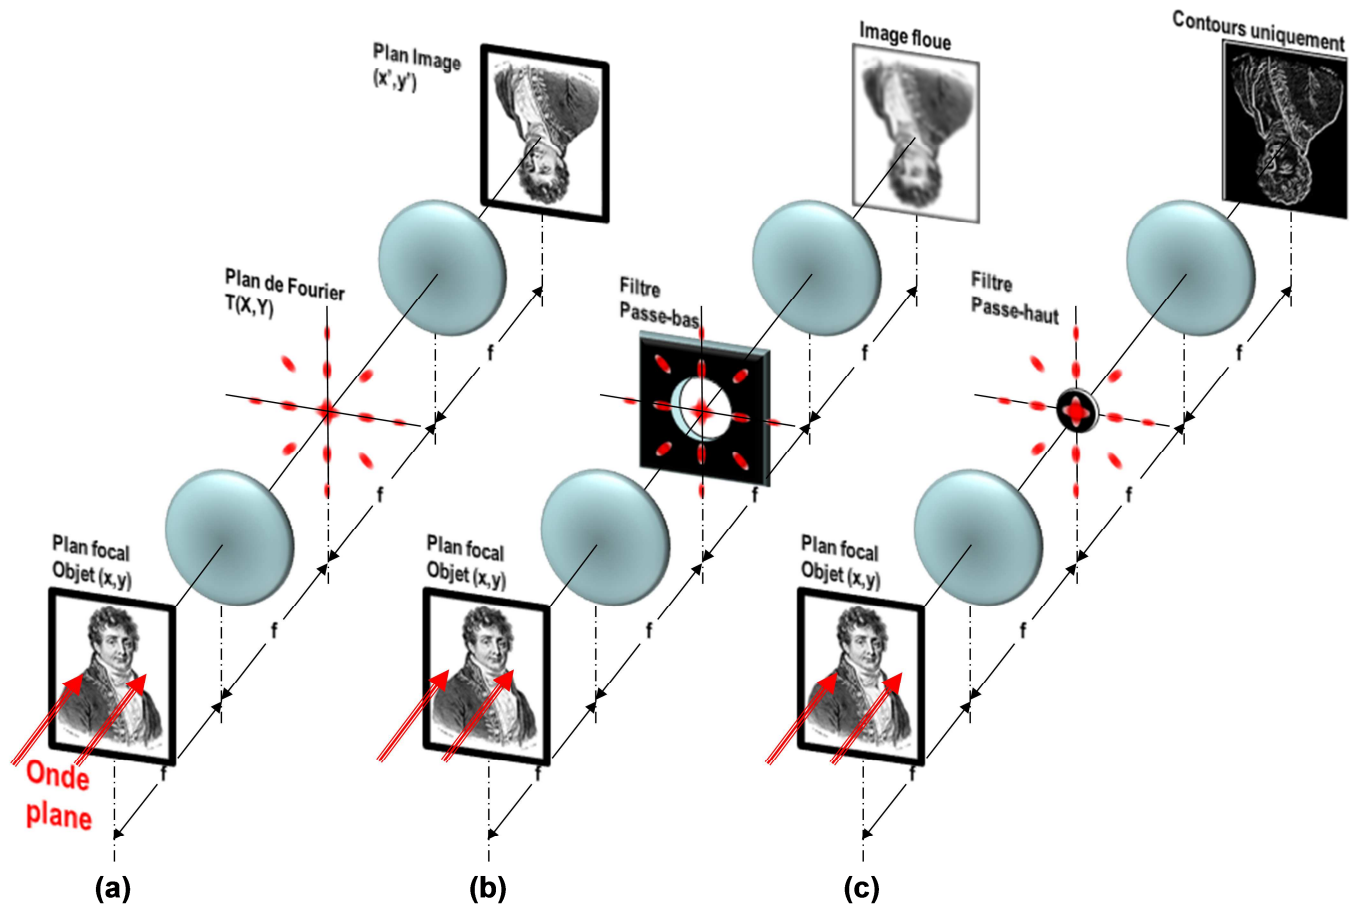 Plan Image
(x',y')
Plan de Fourier
T(X,Y)
f
f
Plan focal
Objet (x,y)
f
f
Onde
plane
(a)
Image floue
Filtre
Passe-bas
f
f
Plan focal
Objet (x,y)
f
f
(b)
Contours uniquement
Filtre
Passe-haut
f
f
Plan focal
Objet (x,y)
f
f
(c)